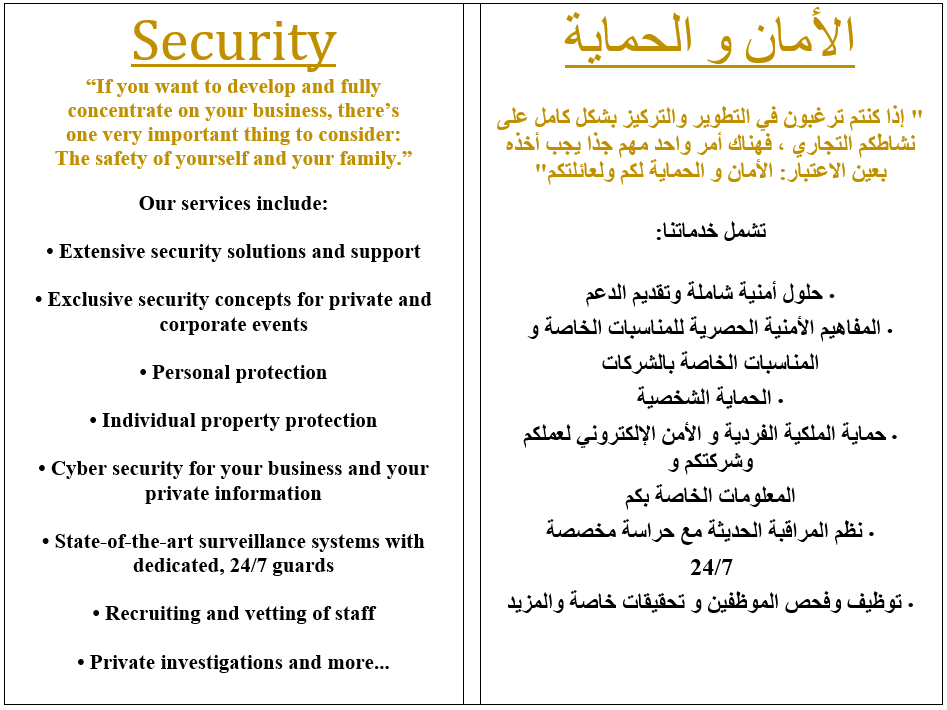 Security
“If you want to develop and fully
concentrate on your business, there’s
one very important thing to consider:
The safety of yourself and your family.”
Our services include:
• Extensive security solutions and support
• Exclusive security concepts for private and
corporate events
• Personal protection
• Individual property protection
• Cyber security for your business and your
private information
• State-of-the-art surveillance systems with
dedicated, 24/7 guards
• Recruiting and vetting of staff
• Private investigations and more...
الأمان و الحماية
" إذا كنتم ترغبون في التطوير والتركيز بشكل كامل على
نشاطكم التجاري ، فهناك أمر واحد مهم جدًا يجب أخذه
بعين الاعتبار: الأمان و الحماية لكم ولعائلتكم"
تشمل خدماتنا:
• حلول أمنية شاملة وتقديم الدعم
• المفاهيم الأمنية الحصرية للمناسبات الخاصة و
المناسبات الخاصة بالشركات
• الحماية الشخصية
• حماية الملكية الفردية و الأمن الإلكتروني لعملكم
وشركتكم و
المعلومات الخاصة بكم
• نظم المراقبة الحديثة مع حراسة مخصصة
24/7
• توظيف وفحص الموظفين و تحقيقات خاصة والمزيد